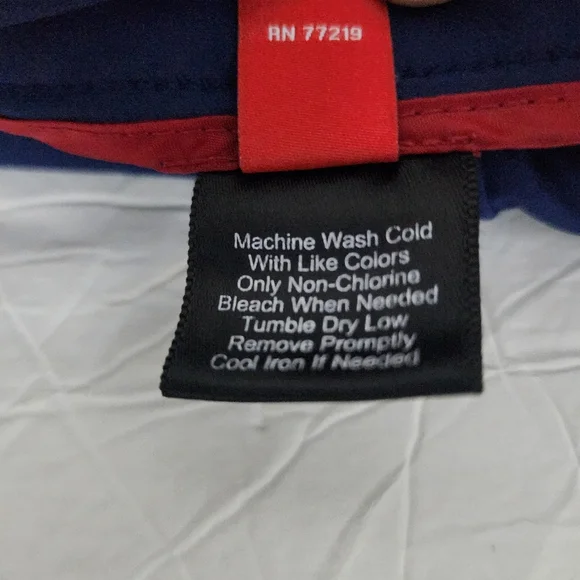 RN 77219
Machine Wash Cold
With Like Colors
Only Non-Chlorine
Bleach When Needed
Tumble Dry Low
Remove Promptly
Cool Iron If Needed